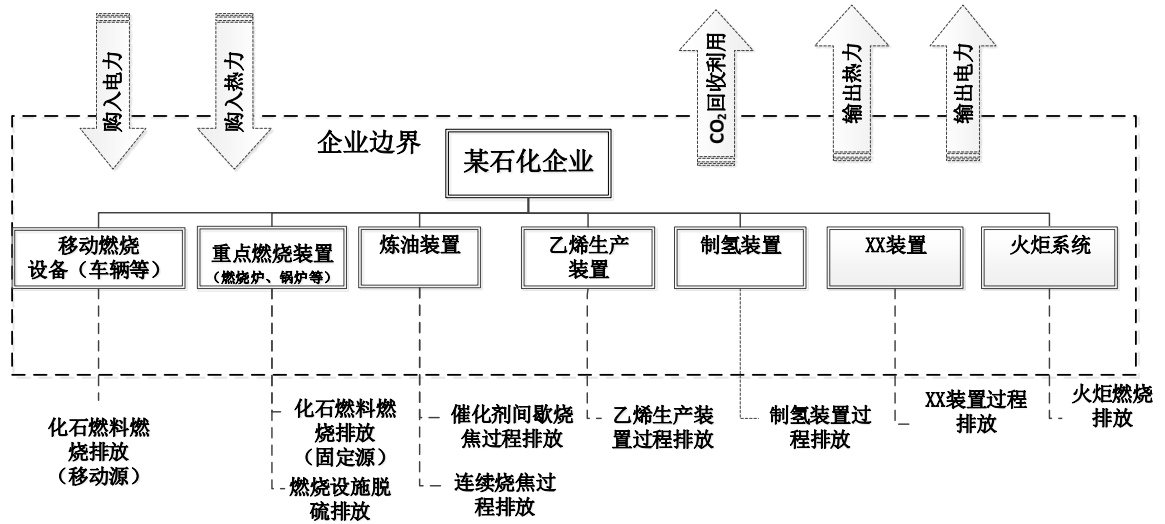 购入电力
购入热力
CO₂回收利用
输出热力
输出电力
企业边界
某石化企业
移动燃烧
设备（车辆等）
重点燃烧装置
（燃烧炉、锅炉等）
炼油装置
乙烯生产
装置
制氢装置
XX装置
火炬系统
化石燃料燃
烧排放
（移动源）
化石燃料燃
烧排放
（固定源）
燃烧设施脱
硫排放
催化剂间歇烧
焦过程排放
连续烧焦过
程排放
乙烯生产装
置过程排放
制氢装置过
程排放
XX装置过程
排放
火炬燃烧
排放